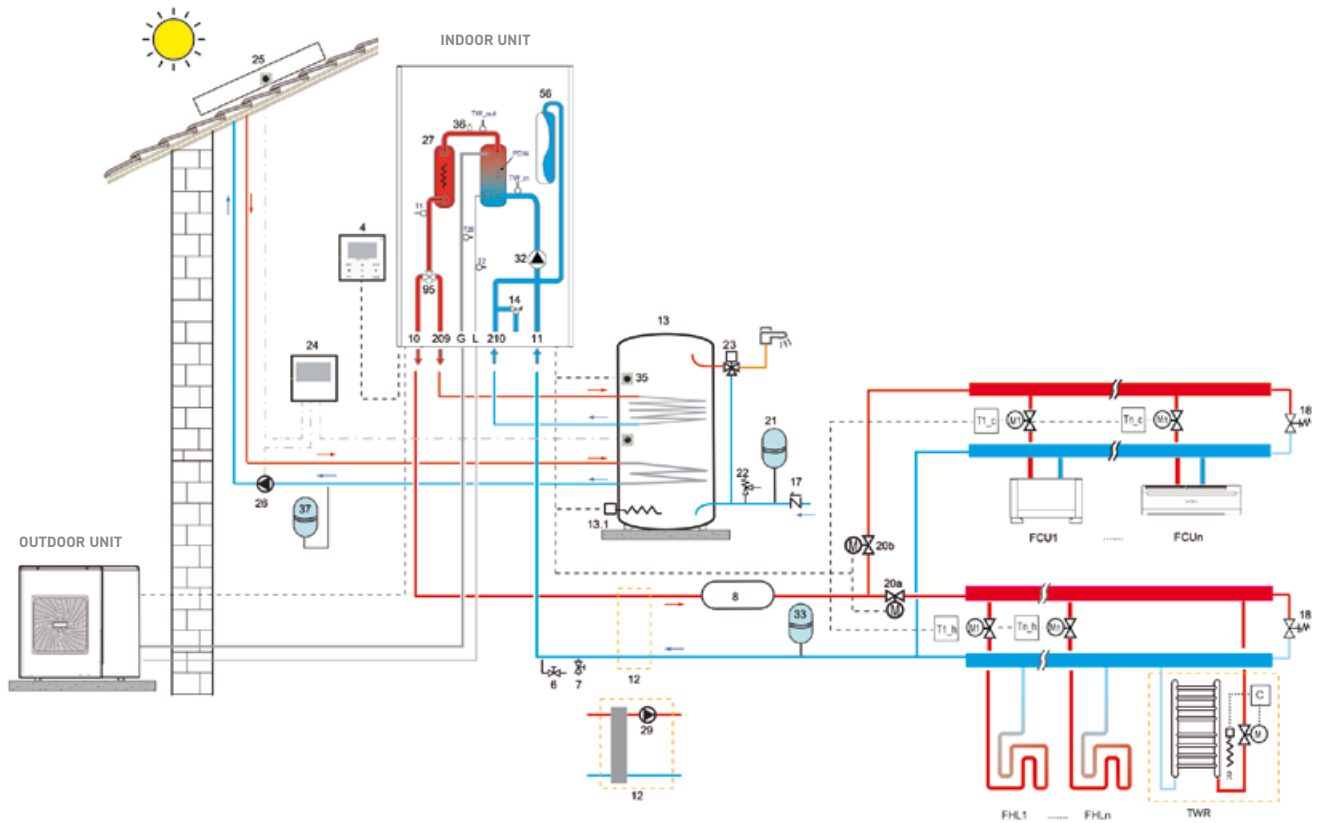 INDOOR UNIT
25
56
TW_out
36
27
PDW
TW_in
T1
4
T2B
T2
32
95
14
10 209 G L 210 11
13
23
24
35
T1_c M1 Tn_c Mn 18
21
22
17
26
37
13.1
FCU1 ........ FCUn
OUTDOOR UNIT
M 20b
20a
8
M
33
T1_h M1 Tn_h Mn 18
6 7
12
C
29
M
R
12
TWR
FHL1 ........ FHLn